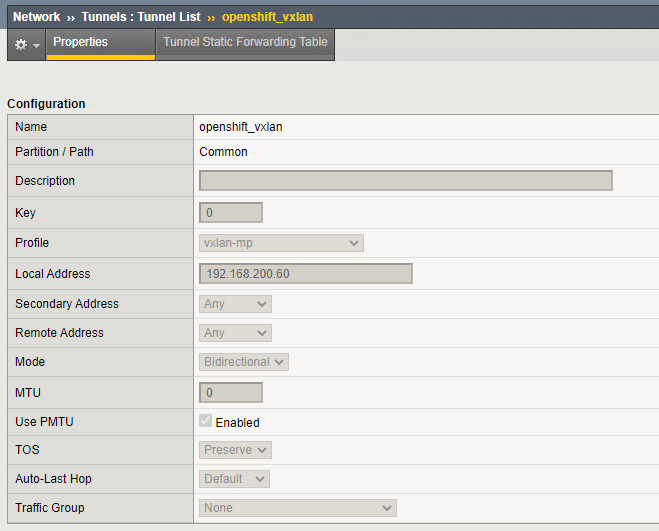 Network ›› Tunnels : Tunnel List ›› openshift_vxlan
Properties Tunnel Static Forwarding Table
Configuration
Name openshift_vxlan
Partition / Path Common
Description
Key 0
Profile vxlan-mp
Local Address 192.168.200.60
Secondary Address Any
Remote Address Any
Mode Bidirectional
MTU 0
Use PMTU Enabled
TOS Preserve
Auto-Last Hop Default
Traffic Group None